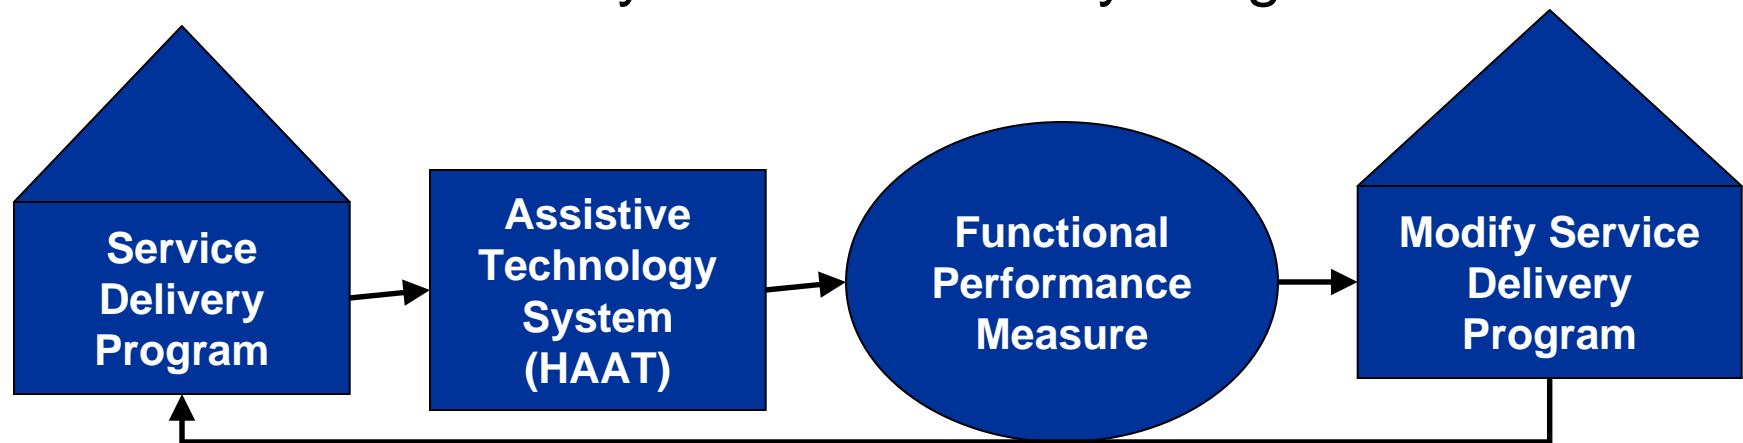 Service
Delivery
Program
Assistive
Technology
System
(HAAT)
Functional
Performance
Measure
Modify Service
Delivery
Program